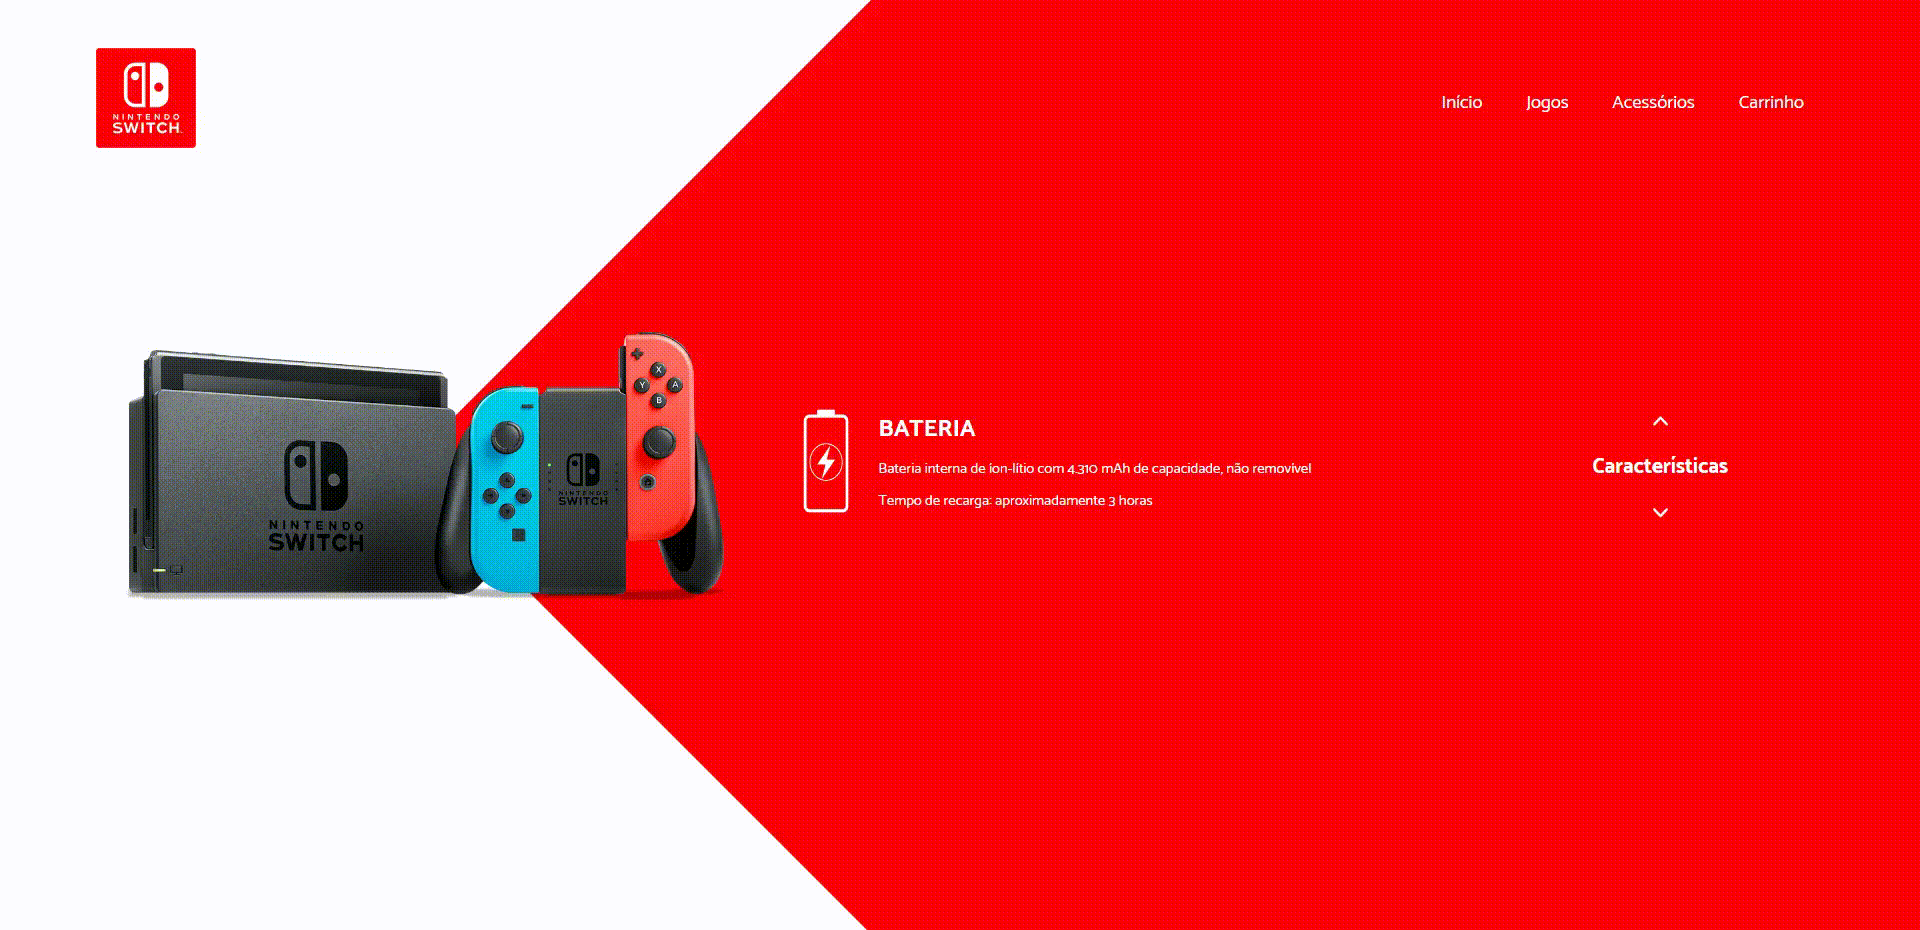 NINTENDO
SWITCH
Início Jogos Acessórios Carrinho
X
Y A
B
NINTENDO
SWITCH
NINTENDO
SWITCH
BATERIA
Bateria interna de íon-lítio com 4.310 mAh de capacidade, não removível
Tempo de recarga: aproximadamente 3 horas
Características